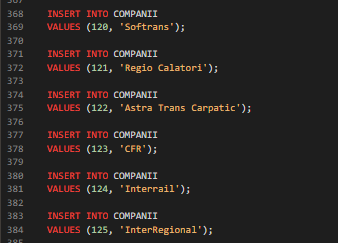 368 INSERT INTO COMPANII
369 VALUES (120, 'Softrans');
370
371 INSERT INTO COMPANII
372 VALUES (121, 'Regio Calatori');
373
374 INSERT INTO COMPANII
375 VALUES (122, 'Astra Trans Carpatic');
376
377 INSERT INTO COMPANII
378 VALUES (123, 'CFR');
379
380 INSERT INTO COMPANII
381 VALUES (124, 'Interrail');
382
383 INSERT INTO COMPANII
384 VALUES (125, 'InterRegional');